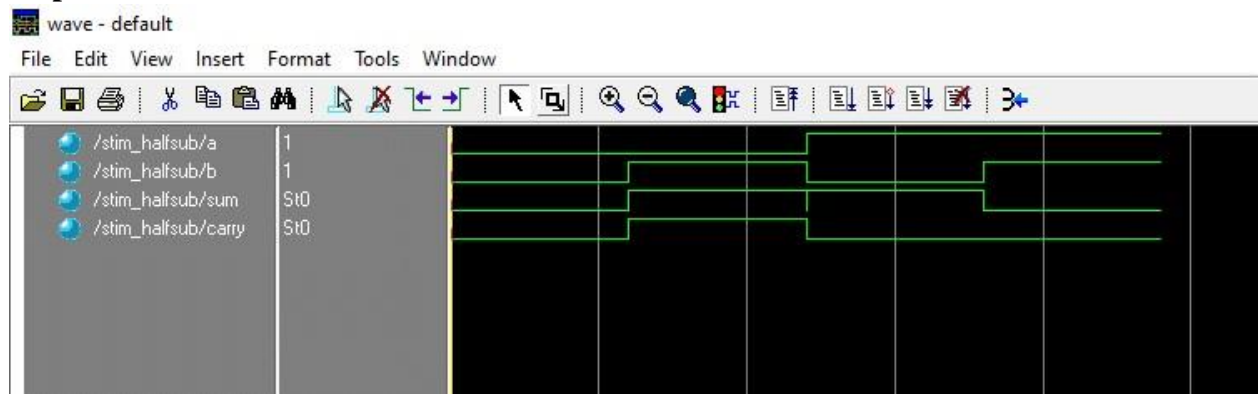 wave - default
File Edit View Insert Format Tools Window
/stim_halfsub/a 1
/stim_halfsub/b 1
/stim_halfsub/sum St0
/stim_halfsub/carry St0